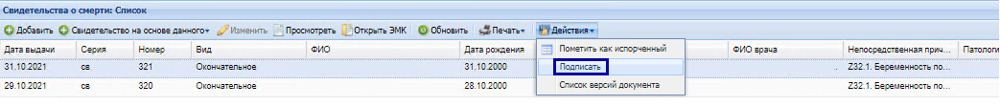 Свидетельства о смерти: Список
Добавить Свидетельство на основе данного Изменить Просмотреть Открыть ЭМК Обновить Печать Действия
Дата выдачи Серия Номер Вид ФИО Дата рождения ФИО врача Непосредственная прич... Патологи
Пометить как испорченный
31.10.2021 св 321 Окончательное 31.10.2000 Z32.1. Беременность по...
Подписать
29.10.2021 св 320 Окончательное 28.10.2000 Z32.1. Беременность по...
Список версий документа